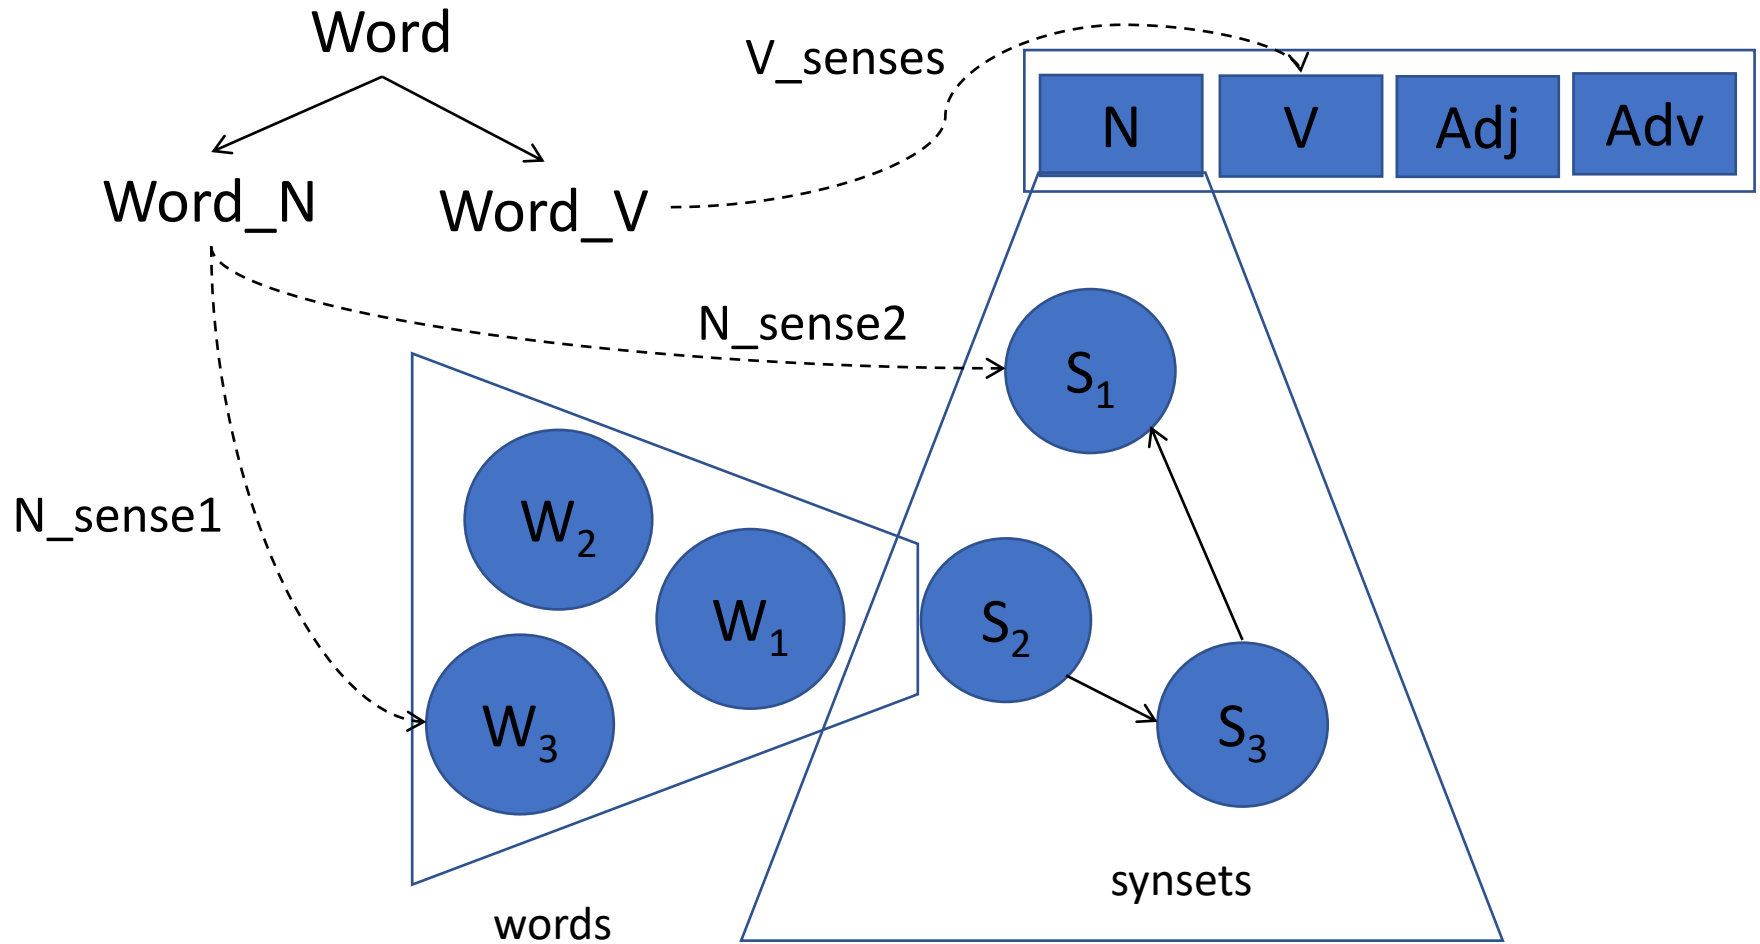 Word
V_senses
N V Adj Adv
Word_N Word_V
N_sense2
S₁
N_sense1
W₂
W₁ S₂
W₃ S₃
synsets
words